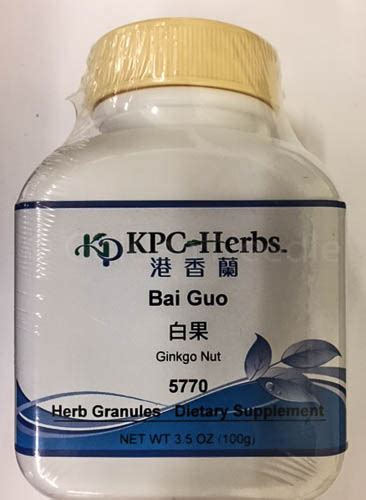 KPC Herbs
港香蘭
Bai Guo
白果
Ginkgo Nut
5770
Herb Granules Dietary Supplement
NET WT 3.5 OZ (100g)